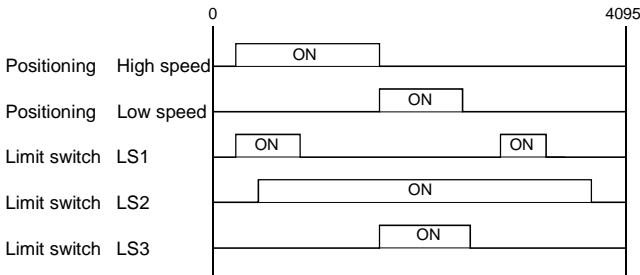 0 4095
Positioning High speed ON
Positioning Low speed ON
Limit switch LS1 ON ON
Limit switch LS2 ON
Limit switch LS3 ON